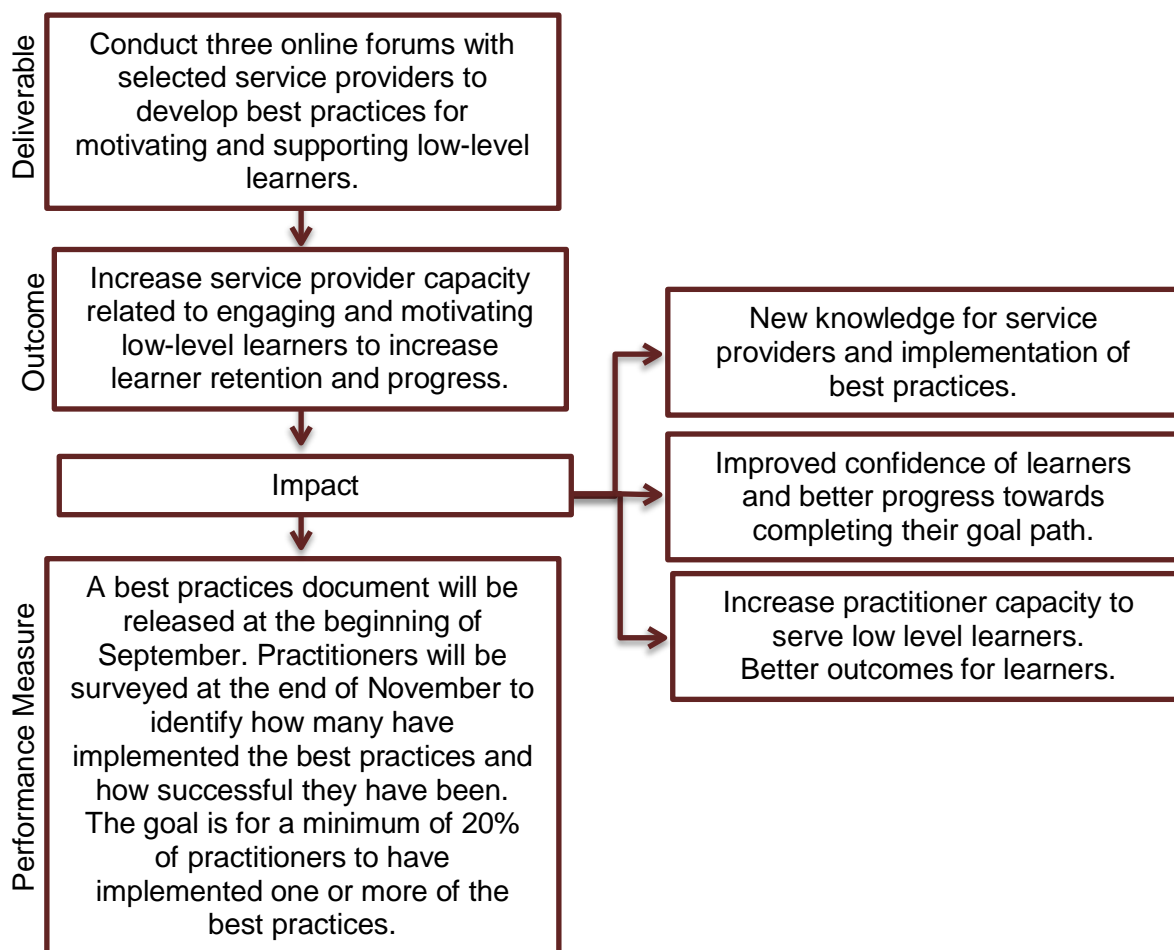 Deliverable
Conduct three online forums with
selected service providers to
develop best practices for
motivating and supporting low-level
learners.
Outcome
Increase service provider capacity
related to engaging and motivating
low-level learners to increase
learner retention and progress.
Impact
New knowledge for service
providers and implementation of
best practices.
Improved confidence of learners
and better progress towards
completing their goal path.
Increase practitioner capacity to
serve low level learners.
Better outcomes for learners.
Performance Measure
A best practices document will be
released at the beginning of
September. Practitioners will be
surveyed at the end of November to
identify how many have
implemented the best practices and
how successful they have been.
The goal is for a minimum of 20%
of practitioners to have
implemented one or more of the
best practices.